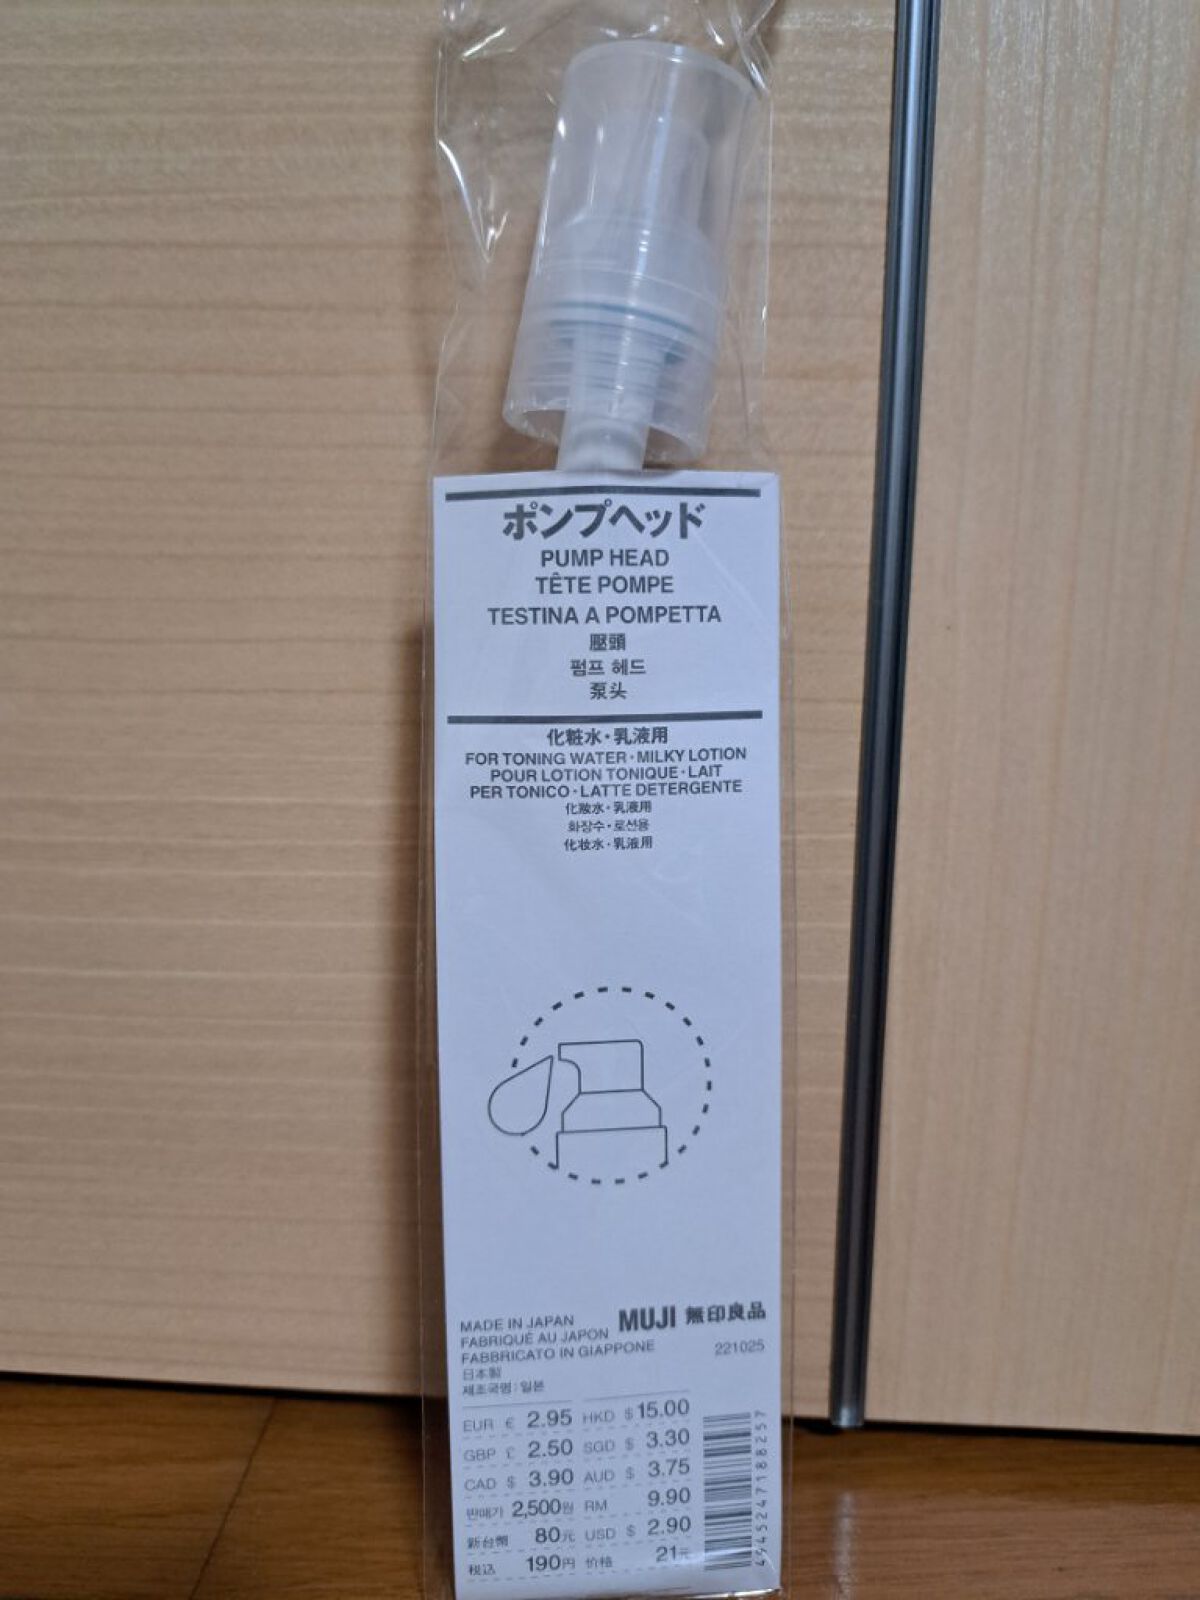 ポンプヘッド
PUMP HEAD
TÊTE POMPE
TESTINA A POMPETTA
壓頭
펌프 헤드
泵头
化粧水・乳液用
FOR TONING WATER・MILKY LOTION
POUR LOTION TONIQUE・LAIT
PER TONICO・LATTE DETERGENTE
化妝水・乳液用
화장수・로션용
化妆水・乳液用
MADE IN JAPAN
FABRIQUÉ AU JAPON
FABBRICATO IN GIAPPONE
日本製
제조국명:일본
MUJI 無印良品
221025
EUR € 2.95 HKD $ 15.00
GBP £ 2.50 SGD $ 3.30
CAD $ 3.90 AUD $ 3.75
판매가 2,500원 RM 9.90
新台幣 80元 USD $ 2.90
税込 190円 价格 21元
4945247188257